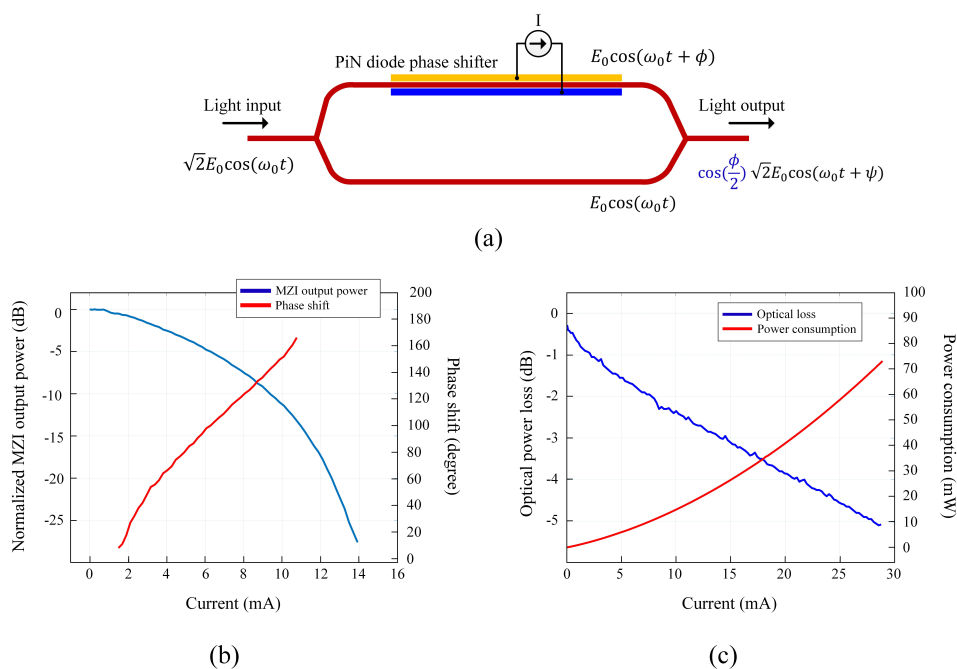 I
PiN diode phase shifter
E₀cos(ω₀t + ϕ)
Light input
Light output
√2E₀cos(ω₀t)
cos(ϕ/2) √2E₀cos(ω₀t + ψ)
E₀cos(ω₀t)
(a)
MZI output power
Phase shift
Normalized MZI output power (dB)
0
-5
-10
-15
-20
-25
200
180
160
140
120
100
80
60
40
20
0
Phase shift (degree)
0 2 4 6 8 10 12 14 16
Current (mA)
(b)
Optical loss
Power consumption
Optical power loss (dB)
0
-1
-2
-3
-4
-5
100
90
80
70
60
50
40
30
20
10
0
Power consumption (mW)
0 5 10 15 20 25 30
Current (mA)
(c)